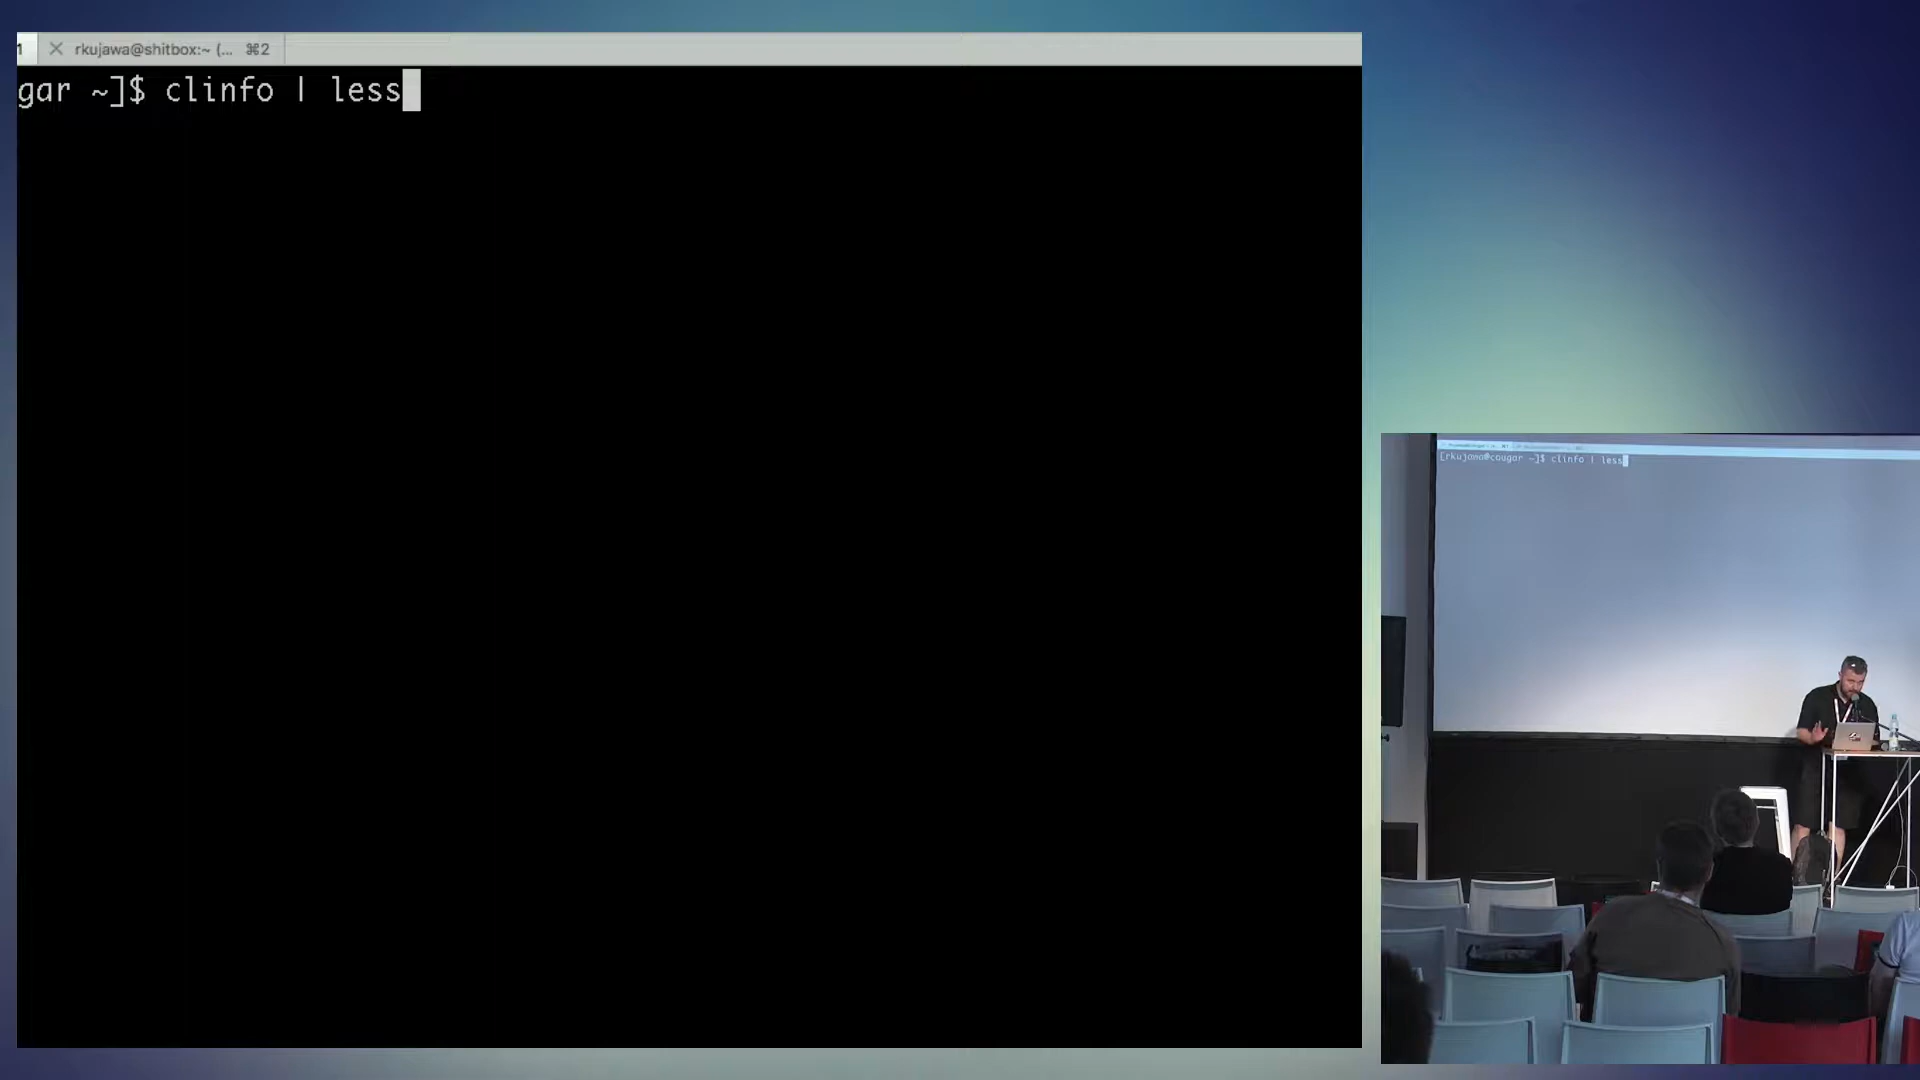 1 × rkujawa@shitbox:~ (... ⌘2
gar ~]$ clinfo | less
[rkujawa@cougar ~]$ clinfo | less